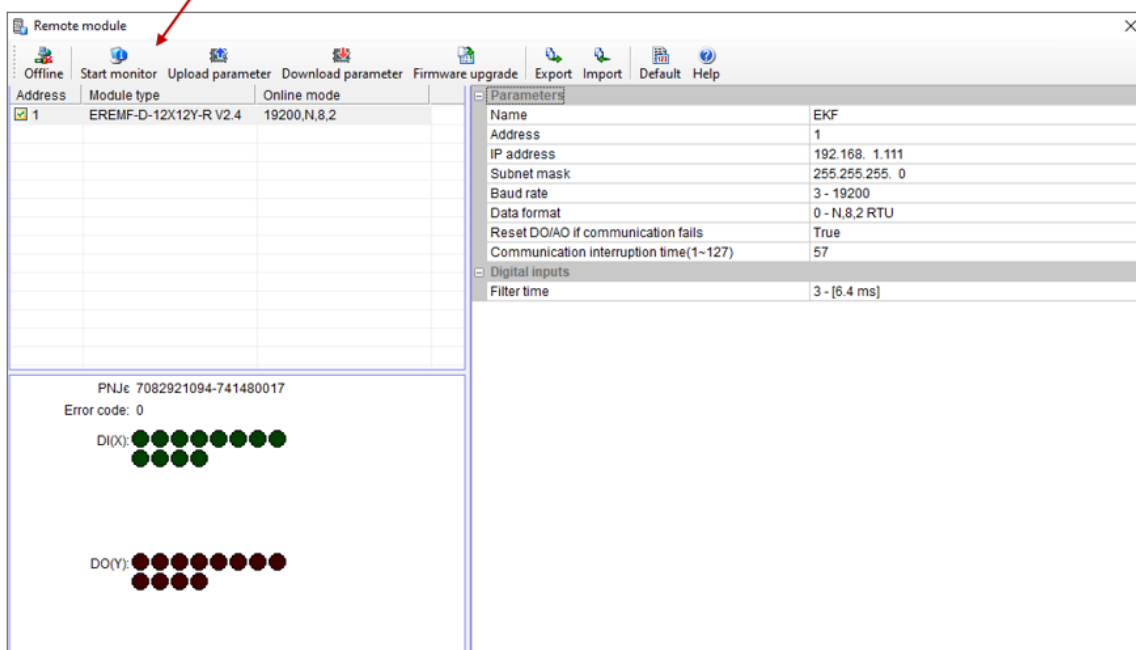 Remote module
Offline Start monitor Upload parameter Download parameter Firmware upgrade Export Import Default Help
Address Module type Online mode
1 EREMF-D-12X12Y-R V2.4 19200,N,8,2
Parameters
Name EKF
Address 1
IP address 192.168. 1.111
Subnet mask 255.255.255. 0
Baud rate 3 - 19200
Data format 0 - N,8,2 RTU
Reset DO/AO if communication fails True
Communication interruption time(1~127) 57
Digital inputs
Filter time 3 - [6.4 ms]
PNJє 7082921094-741480017
Error code: 0
DI(X):
DO(Y):